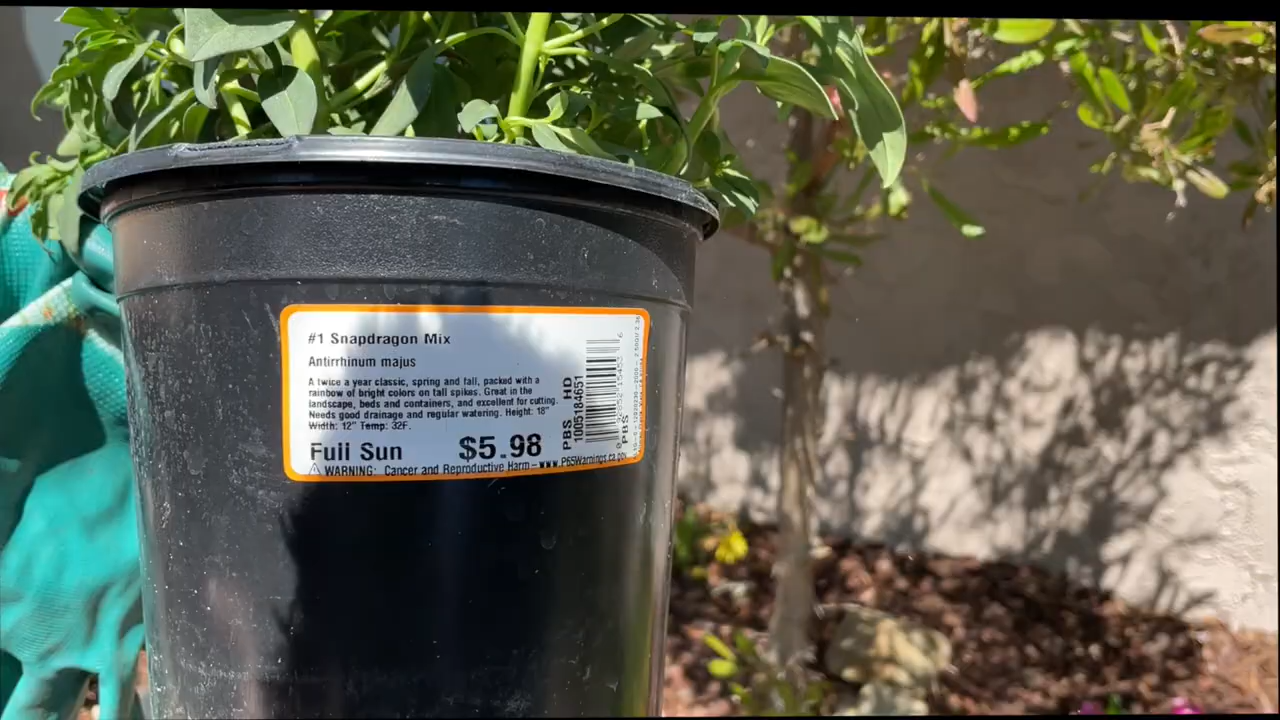 #1 Snapdragon Mix
Antirrhinum majus
A twice a year classic, spring and fall, packed with a
rainbow of bright colors on tall spikes. Great in the
landscape, beds and containers, and excellent for cutting.
Needs good drainage and regular watering. Height: 18"
Width: 12" Temp: 32F.
Full Sun $5.98
⚠ WARNING: Cancer and Reproductive Harm-www.P65Warnings.ca.gov
PBS HD
1005184651
PBS